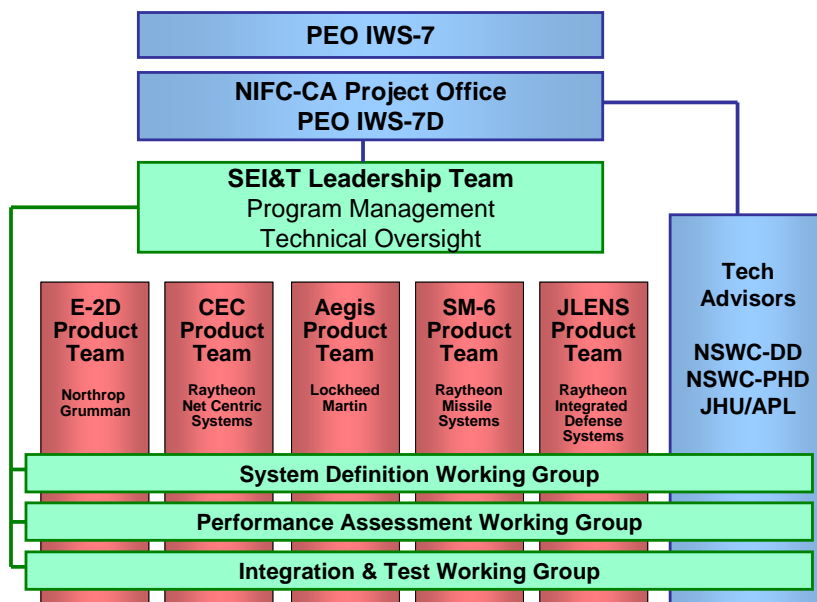 PEO IWS-7
NIFC-CA Project Office
PEO IWS-7D
SEI&T Leadership Team
Program Management
Technical Oversight
E-2D
Product
Team
Northrop
Grumman
CEC
Product
Team
Raytheon
Net Centric
Systems
Aegis
Product
Team
Lockheed
Martin
SM-6
Product
Team
Raytheon
Missile
Systems
JLENS
Product
Team
Raytheon
Integrated
Defense
Systems
Tech
Advisors
NSWC-DD
NSWC-PHD
JHU/APL
System Definition Working Group
Performance Assessment Working Group
Integration & Test Working Group